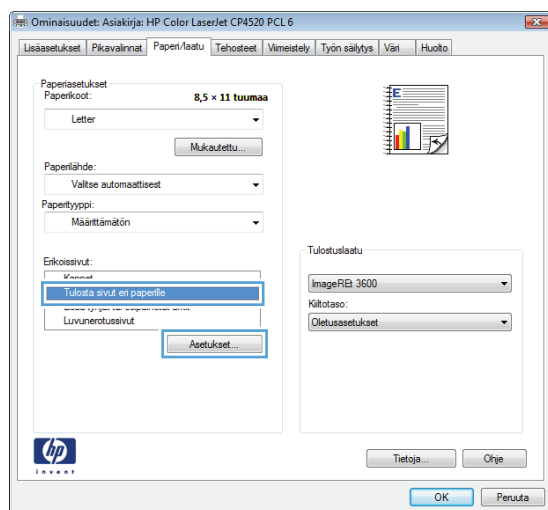 Ominaisuudet: Asiakirja: HP Color LaserJet CP4520 PCL 6
Lisäasetukset Pikavalinnat Paperi/laatu Tehosteet Viimeistely Työn säilytys Väri Huolto
Paperiasetukset
Paperikoot: 8,5 × 11 tuumaa
Letter
Mukautettu...
Paperilähde:
Valitse automaattisest
Paperityyppi:
Määrittämätön
Erikoissivut:
Kannet
Tulosta sivut eri paperille
Luvunerotussivut
Asetukset...
E
Tulostuslaatu
ImageREt 3600
Kiiltotaso:
Oletusasetukset
hp
invent
Tietoja... Ohje
OK Peruuta